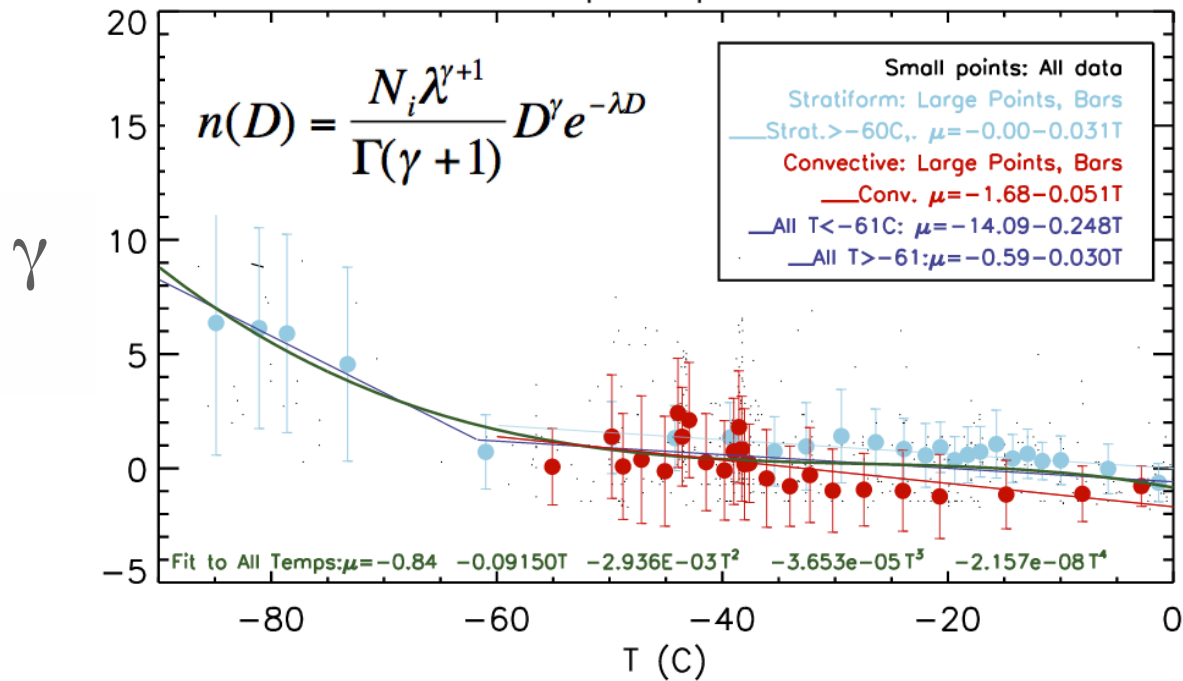 20
15
10
5
0
−5
γ
n(D) = N_i λ^{γ+1} / Γ(γ +1) D^γ e^{−λD}
Small points: All data
Stratiform: Large Points, Bars
Strat.>−60C,. μ=−0.00−0.031T
Convective: Large Points, Bars
Conv. μ=−1.68−0.051T
All T<−61C: μ=−14.09−0.248T
All T>−61:μ=−0.59−0.030T
Fit to All Temps:μ=−0.84 −0.09150T −2.936E−03T² −3.653e−05T³ −2.157e−08T⁴
−80 −60 −40 −20 0
T (C)